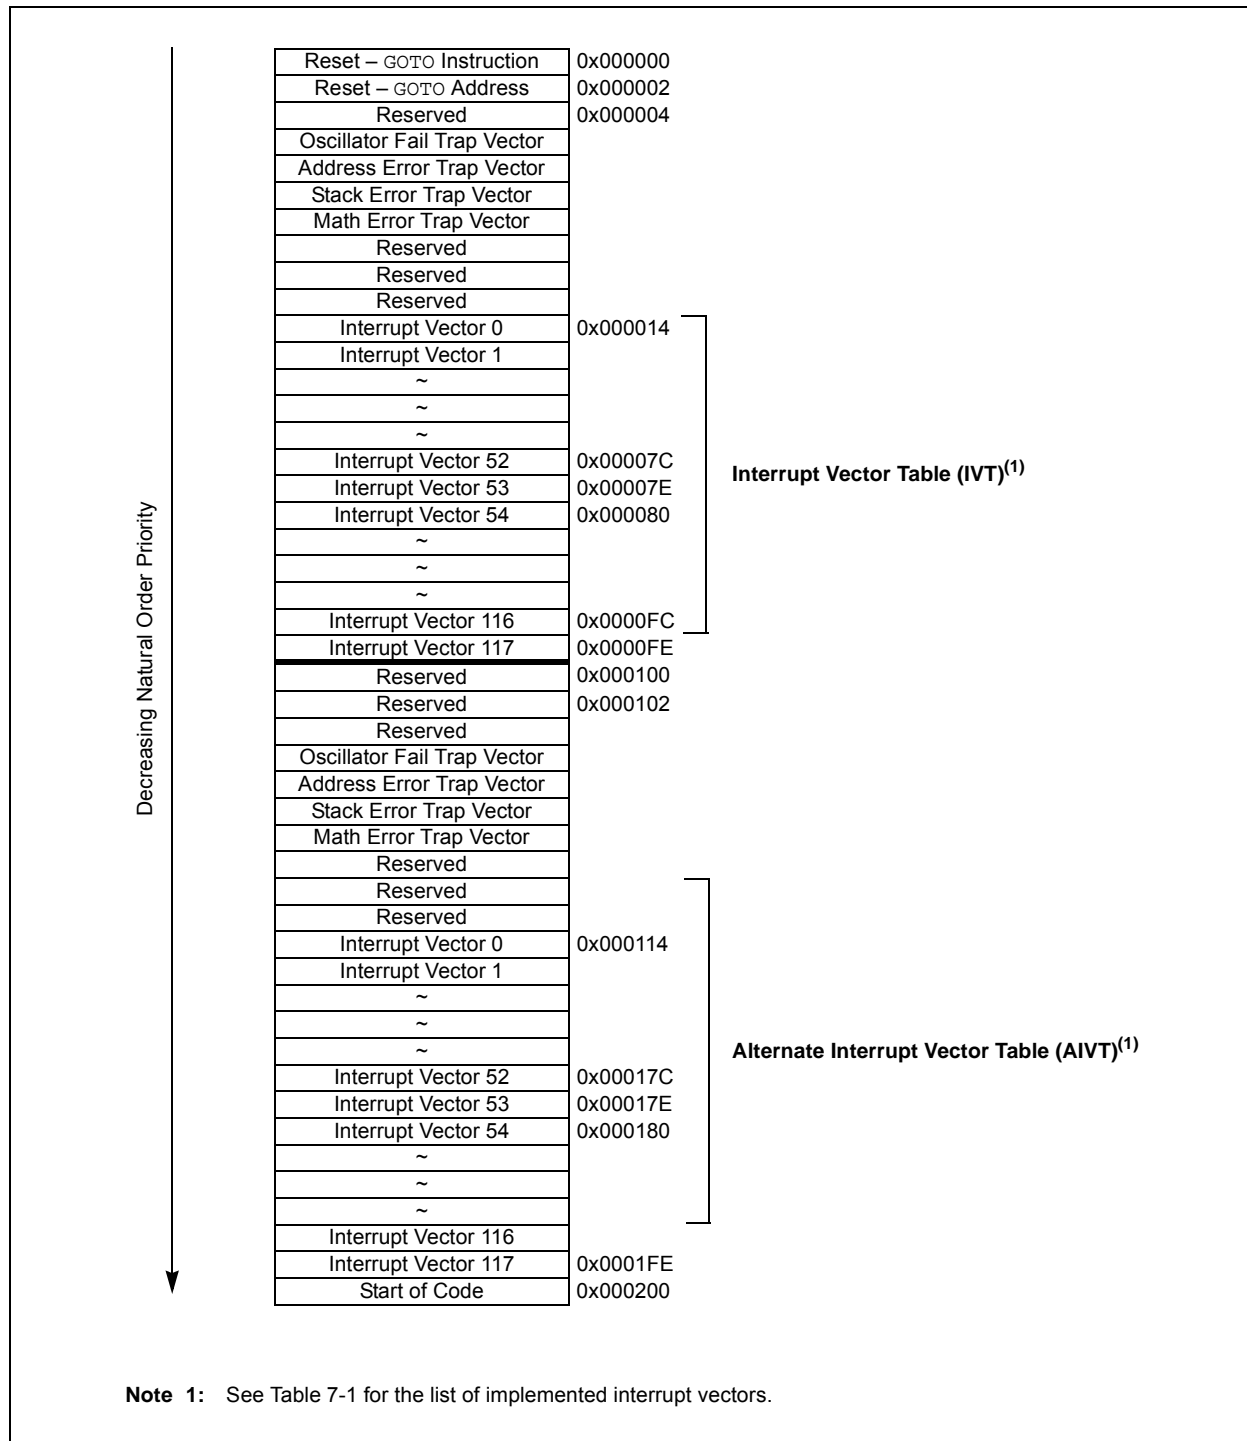 Decreasing Natural Order Priority
Reset – GOTO Instruction 0x000000
Reset – GOTO Address 0x000002
Reserved 0x000004
Oscillator Fail Trap Vector
Address Error Trap Vector
Stack Error Trap Vector
Math Error Trap Vector
Reserved
Reserved
Reserved
Interrupt Vector 0 0x000014
Interrupt Vector 1
~
~
~
Interrupt Vector 52 0x00007C
Interrupt Vector Table (IVT)(1)
Interrupt Vector 53 0x00007E
Interrupt Vector 54 0x000080
~
~
~
Interrupt Vector 116 0x0000FC
Interrupt Vector 117 0x0000FE
Reserved 0x000100
Reserved 0x000102
Reserved
Oscillator Fail Trap Vector
Address Error Trap Vector
Stack Error Trap Vector
Math Error Trap Vector
Reserved
Reserved
Reserved
Interrupt Vector 0 0x000114
Interrupt Vector 1
~
~
~
Alternate Interrupt Vector Table (AIVT)(1)
Interrupt Vector 52 0x00017C
Interrupt Vector 53 0x00017E
Interrupt Vector 54 0x000180
~
~
~
Interrupt Vector 116
Interrupt Vector 117 0x0001FE
Start of Code 0x000200
Note 1: See Table 7-1 for the list of implemented interrupt vectors.